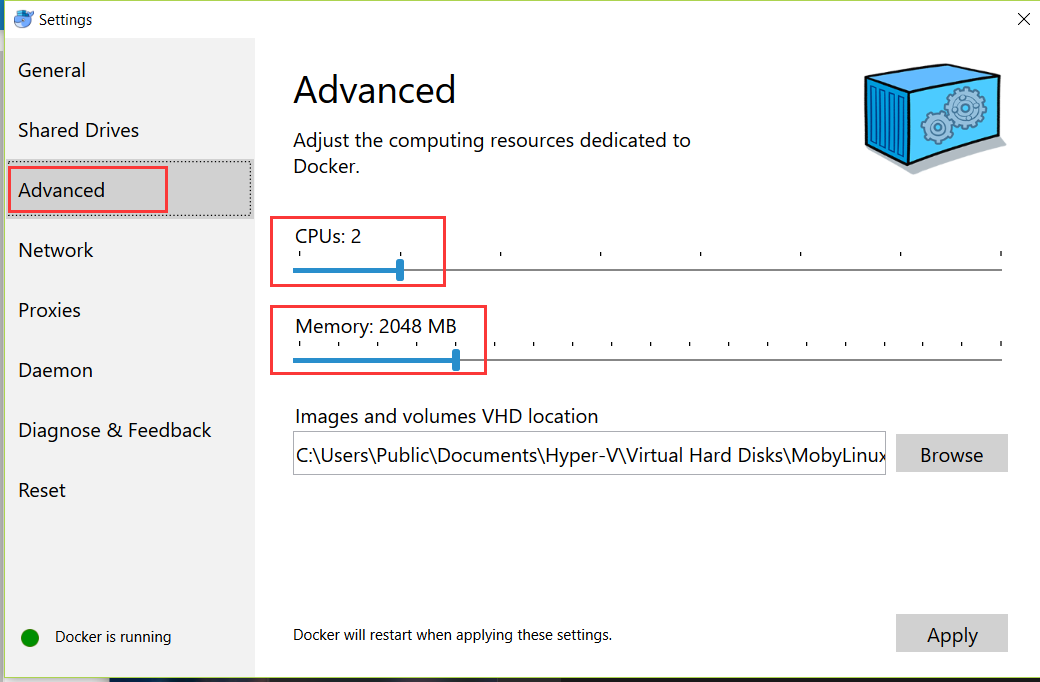 Settings
General
Shared Drives
Advanced
Network
Proxies
Daemon
Diagnose & Feedback
Reset
Docker is running
Advanced
Adjust the computing resources dedicated to
Docker.
CPUs: 2
Memory: 2048 MB
Images and volumes VHD location
C:\Users\Public\Documents\Hyper-V\Virtual Hard Disks\MobyLinux
Browse
Docker will restart when applying these settings.
Apply